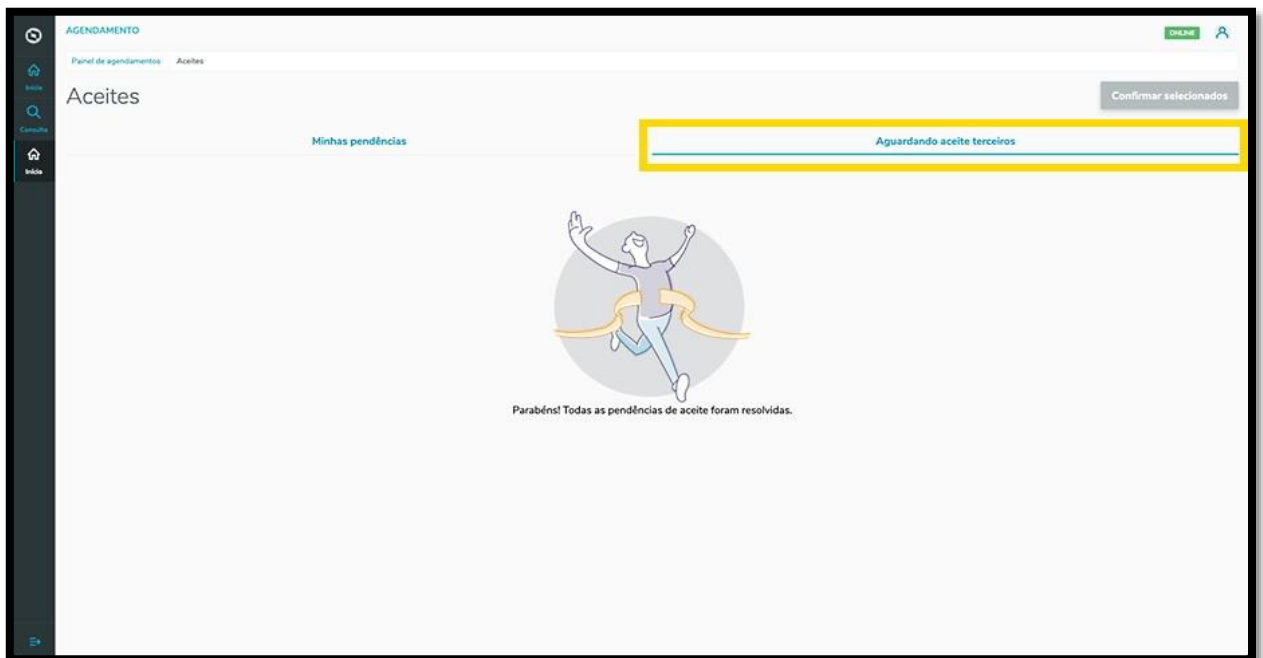 AGENDAMENTO
ONLINE
Painel de agendamentos Aceites
Início
Aceites
Confirmar selecionados
Consulta
Minhas pendências
Aguardando aceite terceiros
Início
Parabéns! Todas as pendências de aceite foram resolvidas.